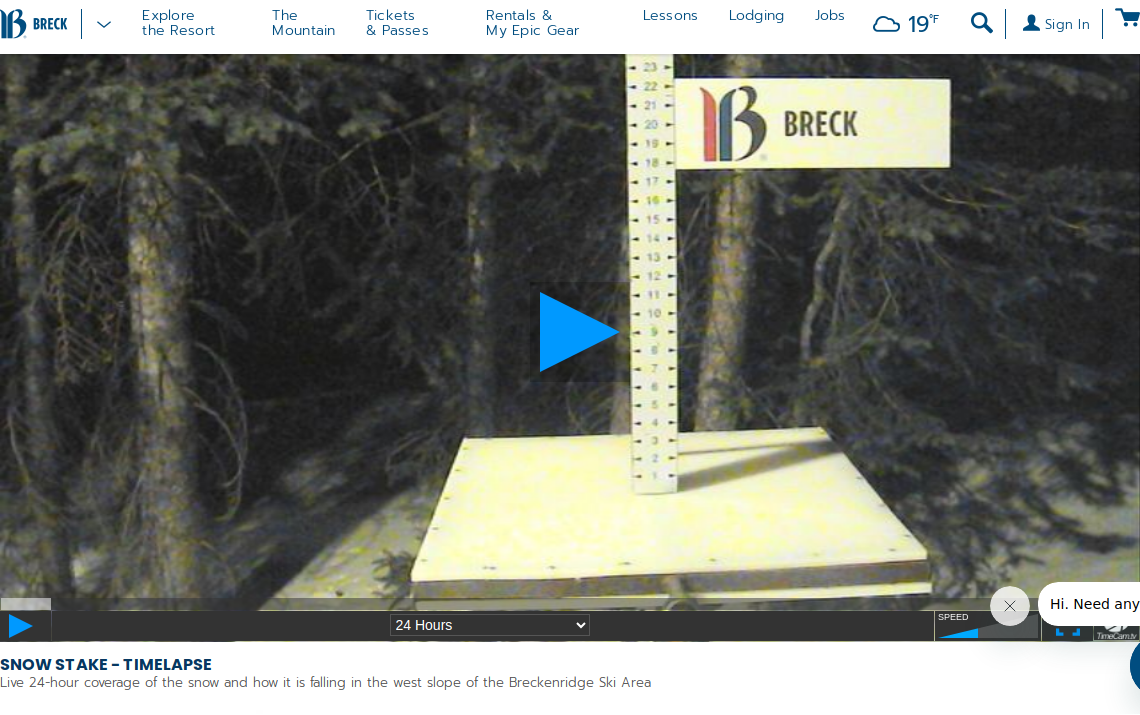 BRECK
Explore
the Resort
The
Mountain
Tickets
& Passes
Rentals &
My Epic Gear
Lessons
Lodging
Jobs
19°F
Sign In
23
22
21
20
19
18
17
16
15
14
13
12
11
10
9
8
7
6
5
4
3
2
1
B BRECK
24 Hours
SPEED
Hi. Need any
TimeCam.tv
SNOW STAKE - TIMELAPSE
Live 24-hour coverage of the snow and how it is falling in the west slope of the Breckenridge Ski Area